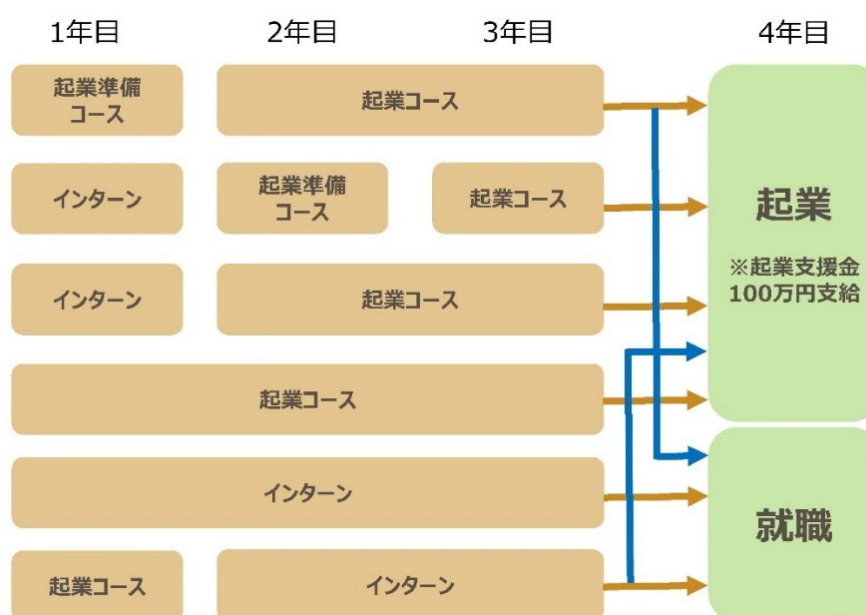 1年目
2年目
3年目
4年目
起業準備
コース
起業コース
インターン
起業準備
コース
起業コース
インターン
起業コース
起業コース
インターン
起業コース
インターン
起業
※起業支援金
100万円支給
就職